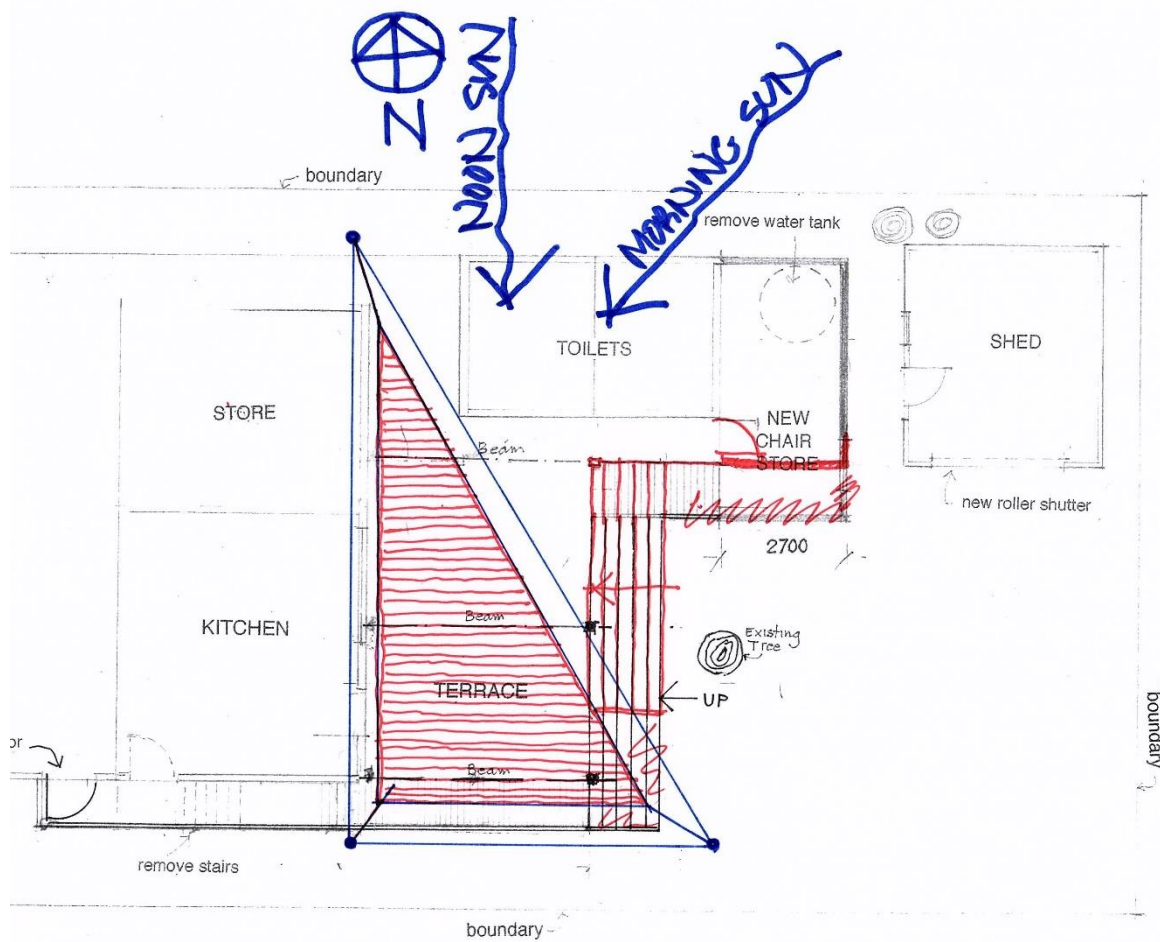 N
NOON SUN
MORNING SUN
boundary
remove water tank
TOILETS
SHED
STORE
NEW
CHAIR
STORE
Beam
new roller shutter
2700
KITCHEN
Beam
Existing
Tree
TERRACE
UP
boundary
or
Beam
remove stairs
boundary